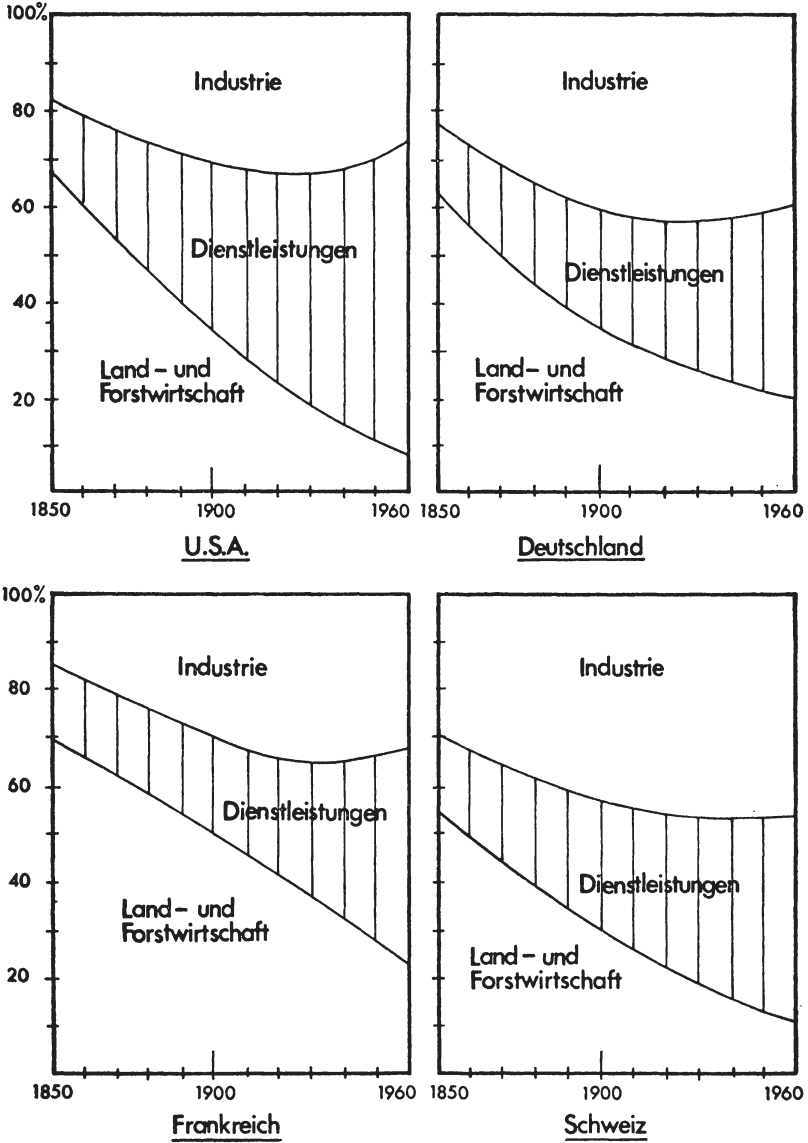 100%
Industrie
Industrie
80
60
Dienstleistungen
Dienstleistungen
40
Land- und
Forstwirtschaft
Land- und
Forstwirtschaft
20
1850 1900 1960
1850 1900 1960
U.S.A.
Deutschland
100%
Industrie
Industrie
80
60
Dienstleistungen
Dienstleistungen
40
Land- und
Forstwirtschaft
Land- und
Forstwirtschaft
20
1850 1900 1960
1850 1900 1960
Frankreich
Schweiz